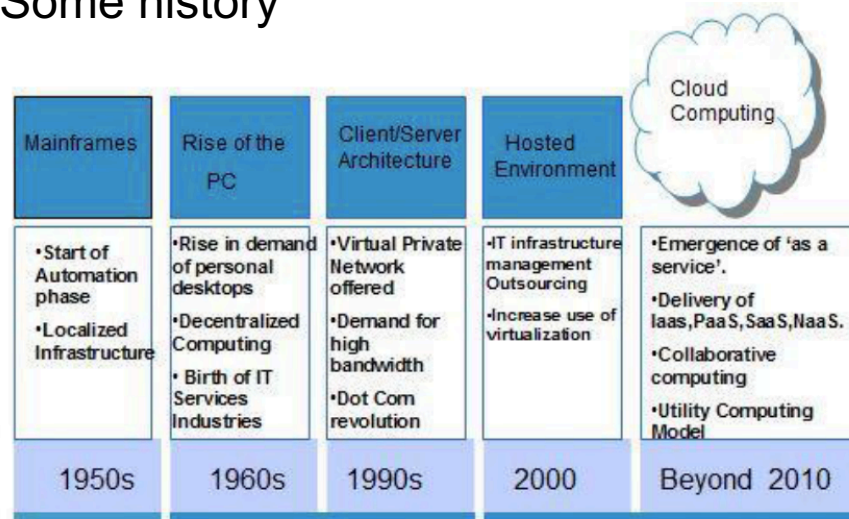 Some history
Mainframes
Rise of the
PC
Client/Server
Architecture
Hosted
Environment
Cloud
Computing
•Start of
Automation
phase
•Localized
Infrastructure
•Rise in demand
of personal
desktops
•Decentralized
Computing
• Birth of IT
Services
Industries
•Virtual Private
Network
offered
•Demand for
high
bandwidth
•Dot Com
revolution
•IT infrastructure
management
Outsourcing
•Increase use of
virtualization
•Emergence of ‘as a
service’.
•Delivery of
Iaas,PaaS,SaaS,NaaS.
•Collaborative
computing
•Utility Computing
Model
1950s
1960s
1990s
2000
Beyond 2010